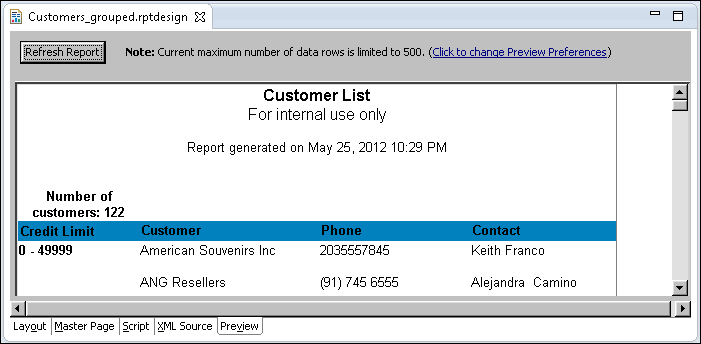 Customers_grouped.rptdesign
Refresh Report
Note: Current maximum number of data rows is limited to 500. (Click to change Preview Preferences)
Customer List
For internal use only
Report generated on May 25, 2012 10:29 PM
Number of
customers: 122
Credit Limit Customer Phone Contact
0 - 49999 American Souvenirs Inc 2035557845 Keith Franco
ANG Resellers (91) 745 6555 Alejandra Camino
Layout Master Page Script XML Source Preview